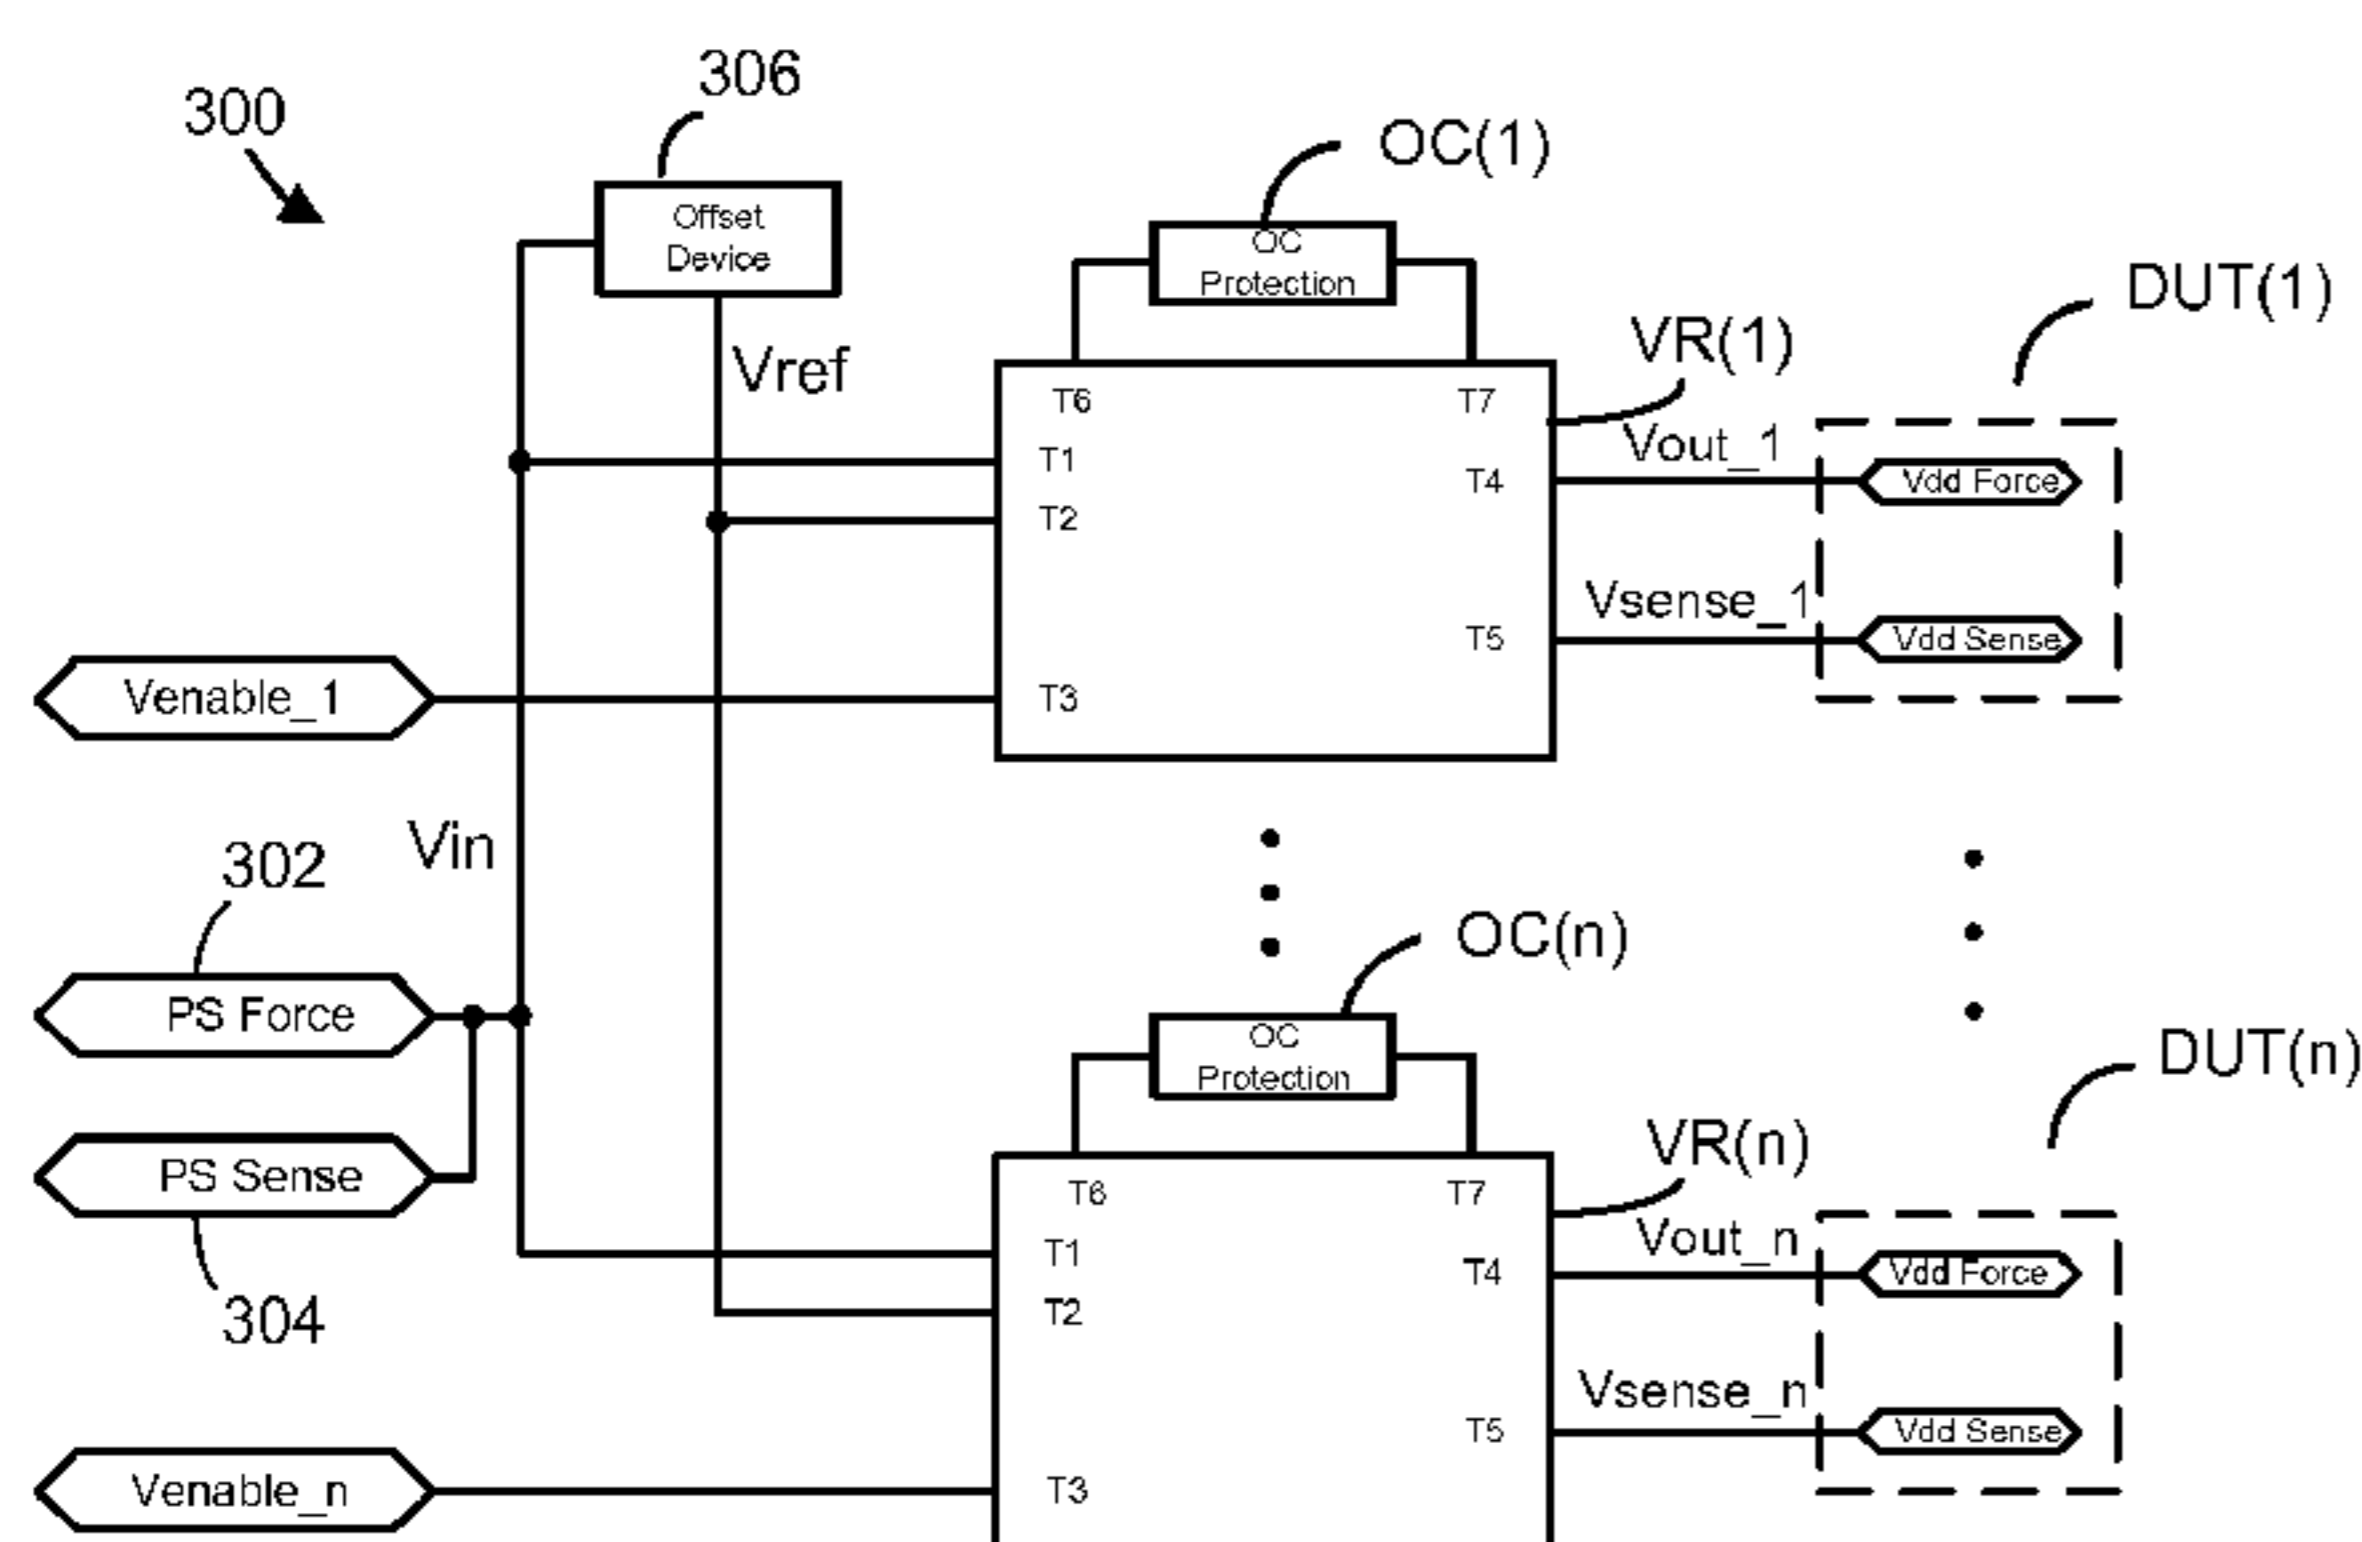 306
300
OC(1)
Offset
Device
OC
Protection
DUT(1)
VR(1)
Vref
T6
T7
Vout_1
T1
T4
Vdd Force
T2
Vsense_1
T5
Vdd Sense
Venable_1
T3
Vin
302
OC(n)
PS Force
OC
Protection
DUT(n)
VR(n)
PS Sense
T6
T7
Vout_n
T1
T4
Vdd Force
304
T2
Vsense_n
T5
Vdd Sense
Venable_n
T3